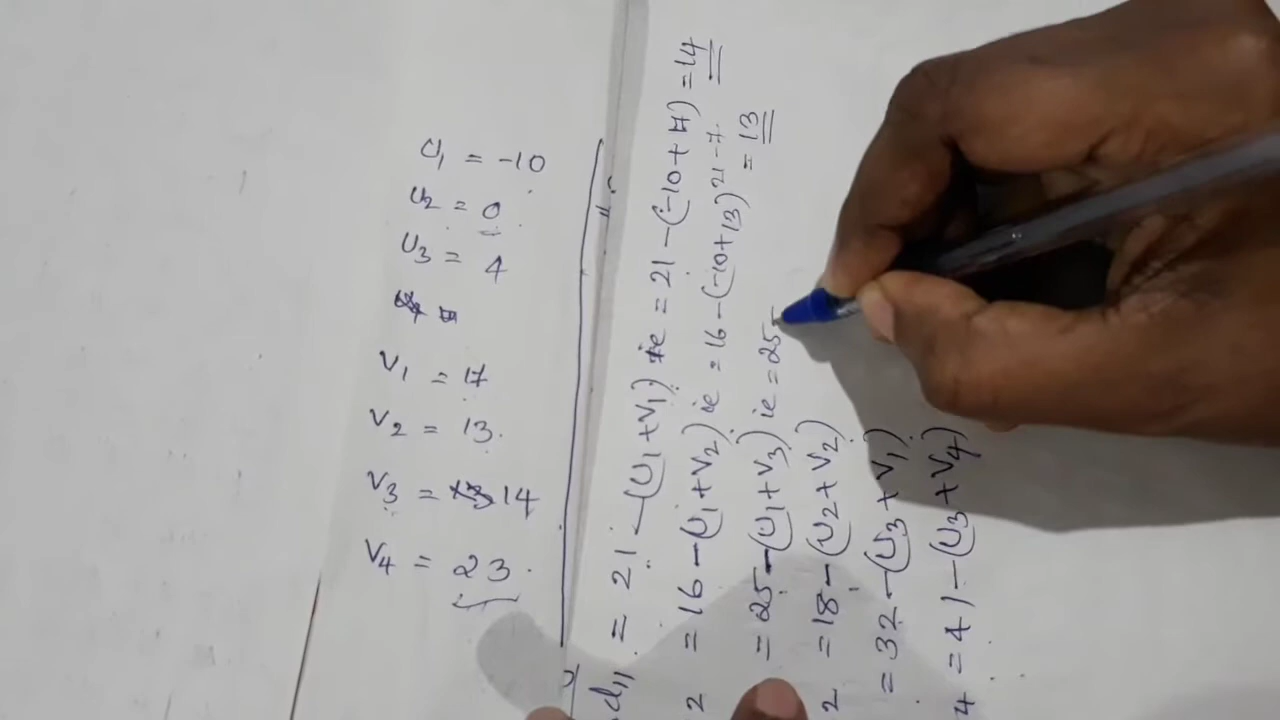 U1 = -10
U2 = 0
U3 = 4
V1 = 17
V2 = 13
V3 = 14
V4 = 23
d11 = 21 - (U1+V1) ie = 21 - (-10+17) = 14
2 = 16 - (U1+V2) ie = 16 - (-10+13) = 13
21 - 7
= 25 - (U1+V3) ie = 25 -
2 = 18 - (U2+V2)
= 32 - (U3+V1)
4 = 41 - (U3+V4)